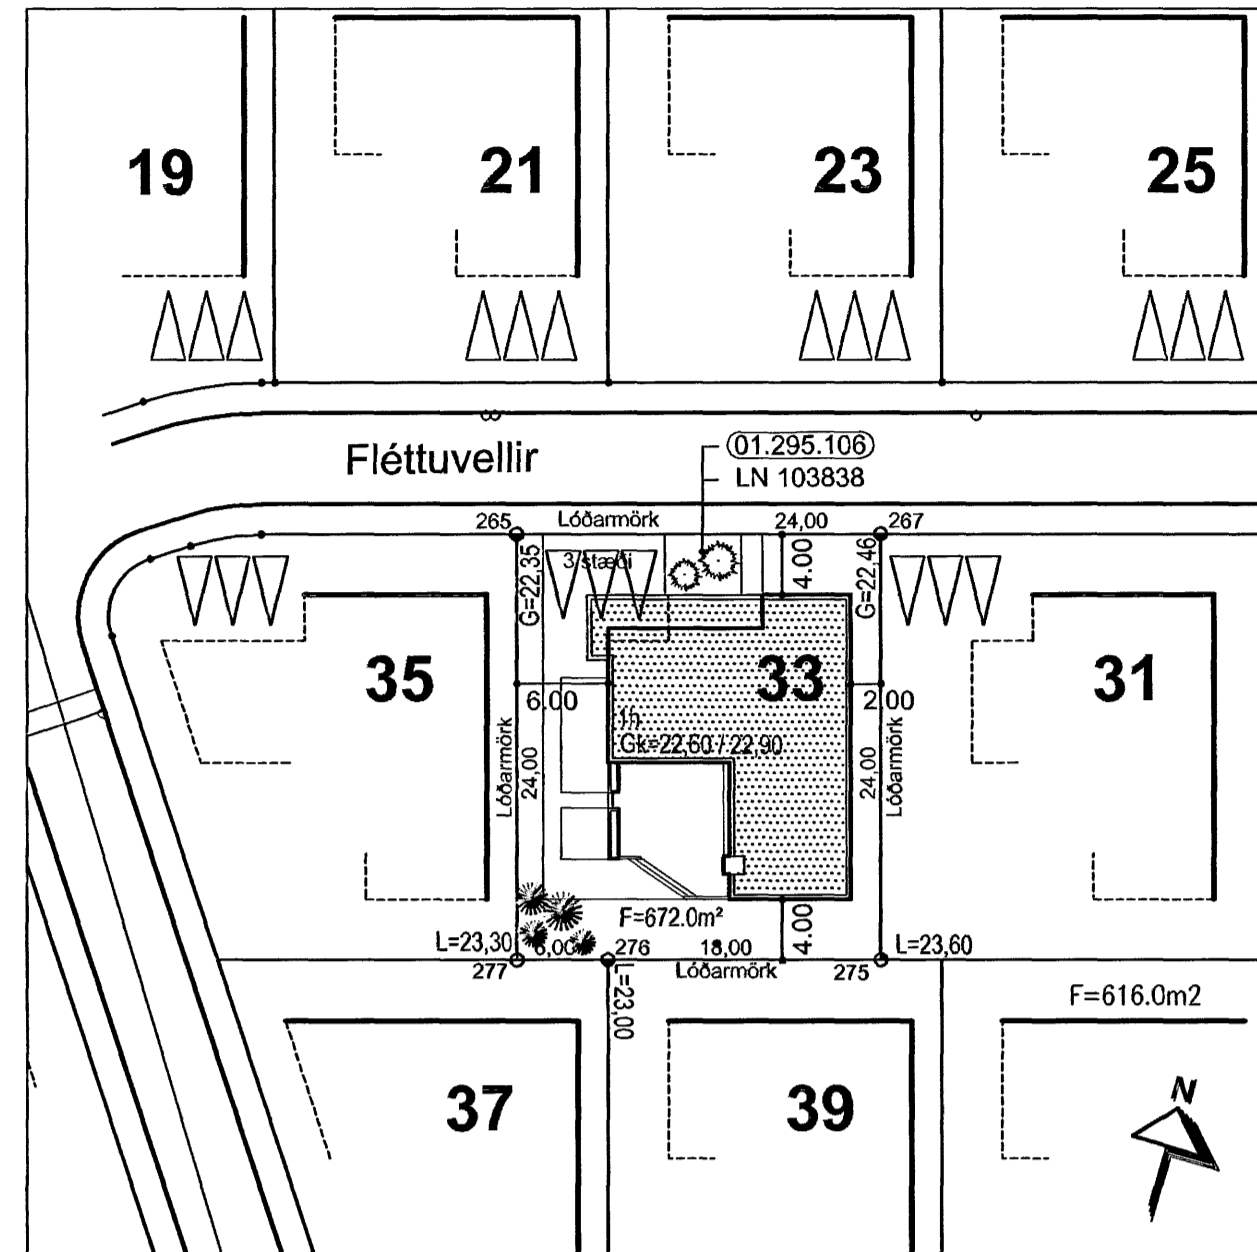 19
21
23
25
Fléttuvellir
01.295.106
LN 103838
265
Lóðarmörk
24,00
267
G=22,35
3 stæði
4.00
G=22,46
35
33
31
6.00
2.00
1h
Gk=22,60 / 22,90
Lóðarmörk
24,00
24,00
Lóðarmörk
F=672.0m²
4.00
L=23,30
6,00
276
18,00
L=23,60
277
Lóðarmörk
275
L=23,00
F=616.0m2
37
39
N